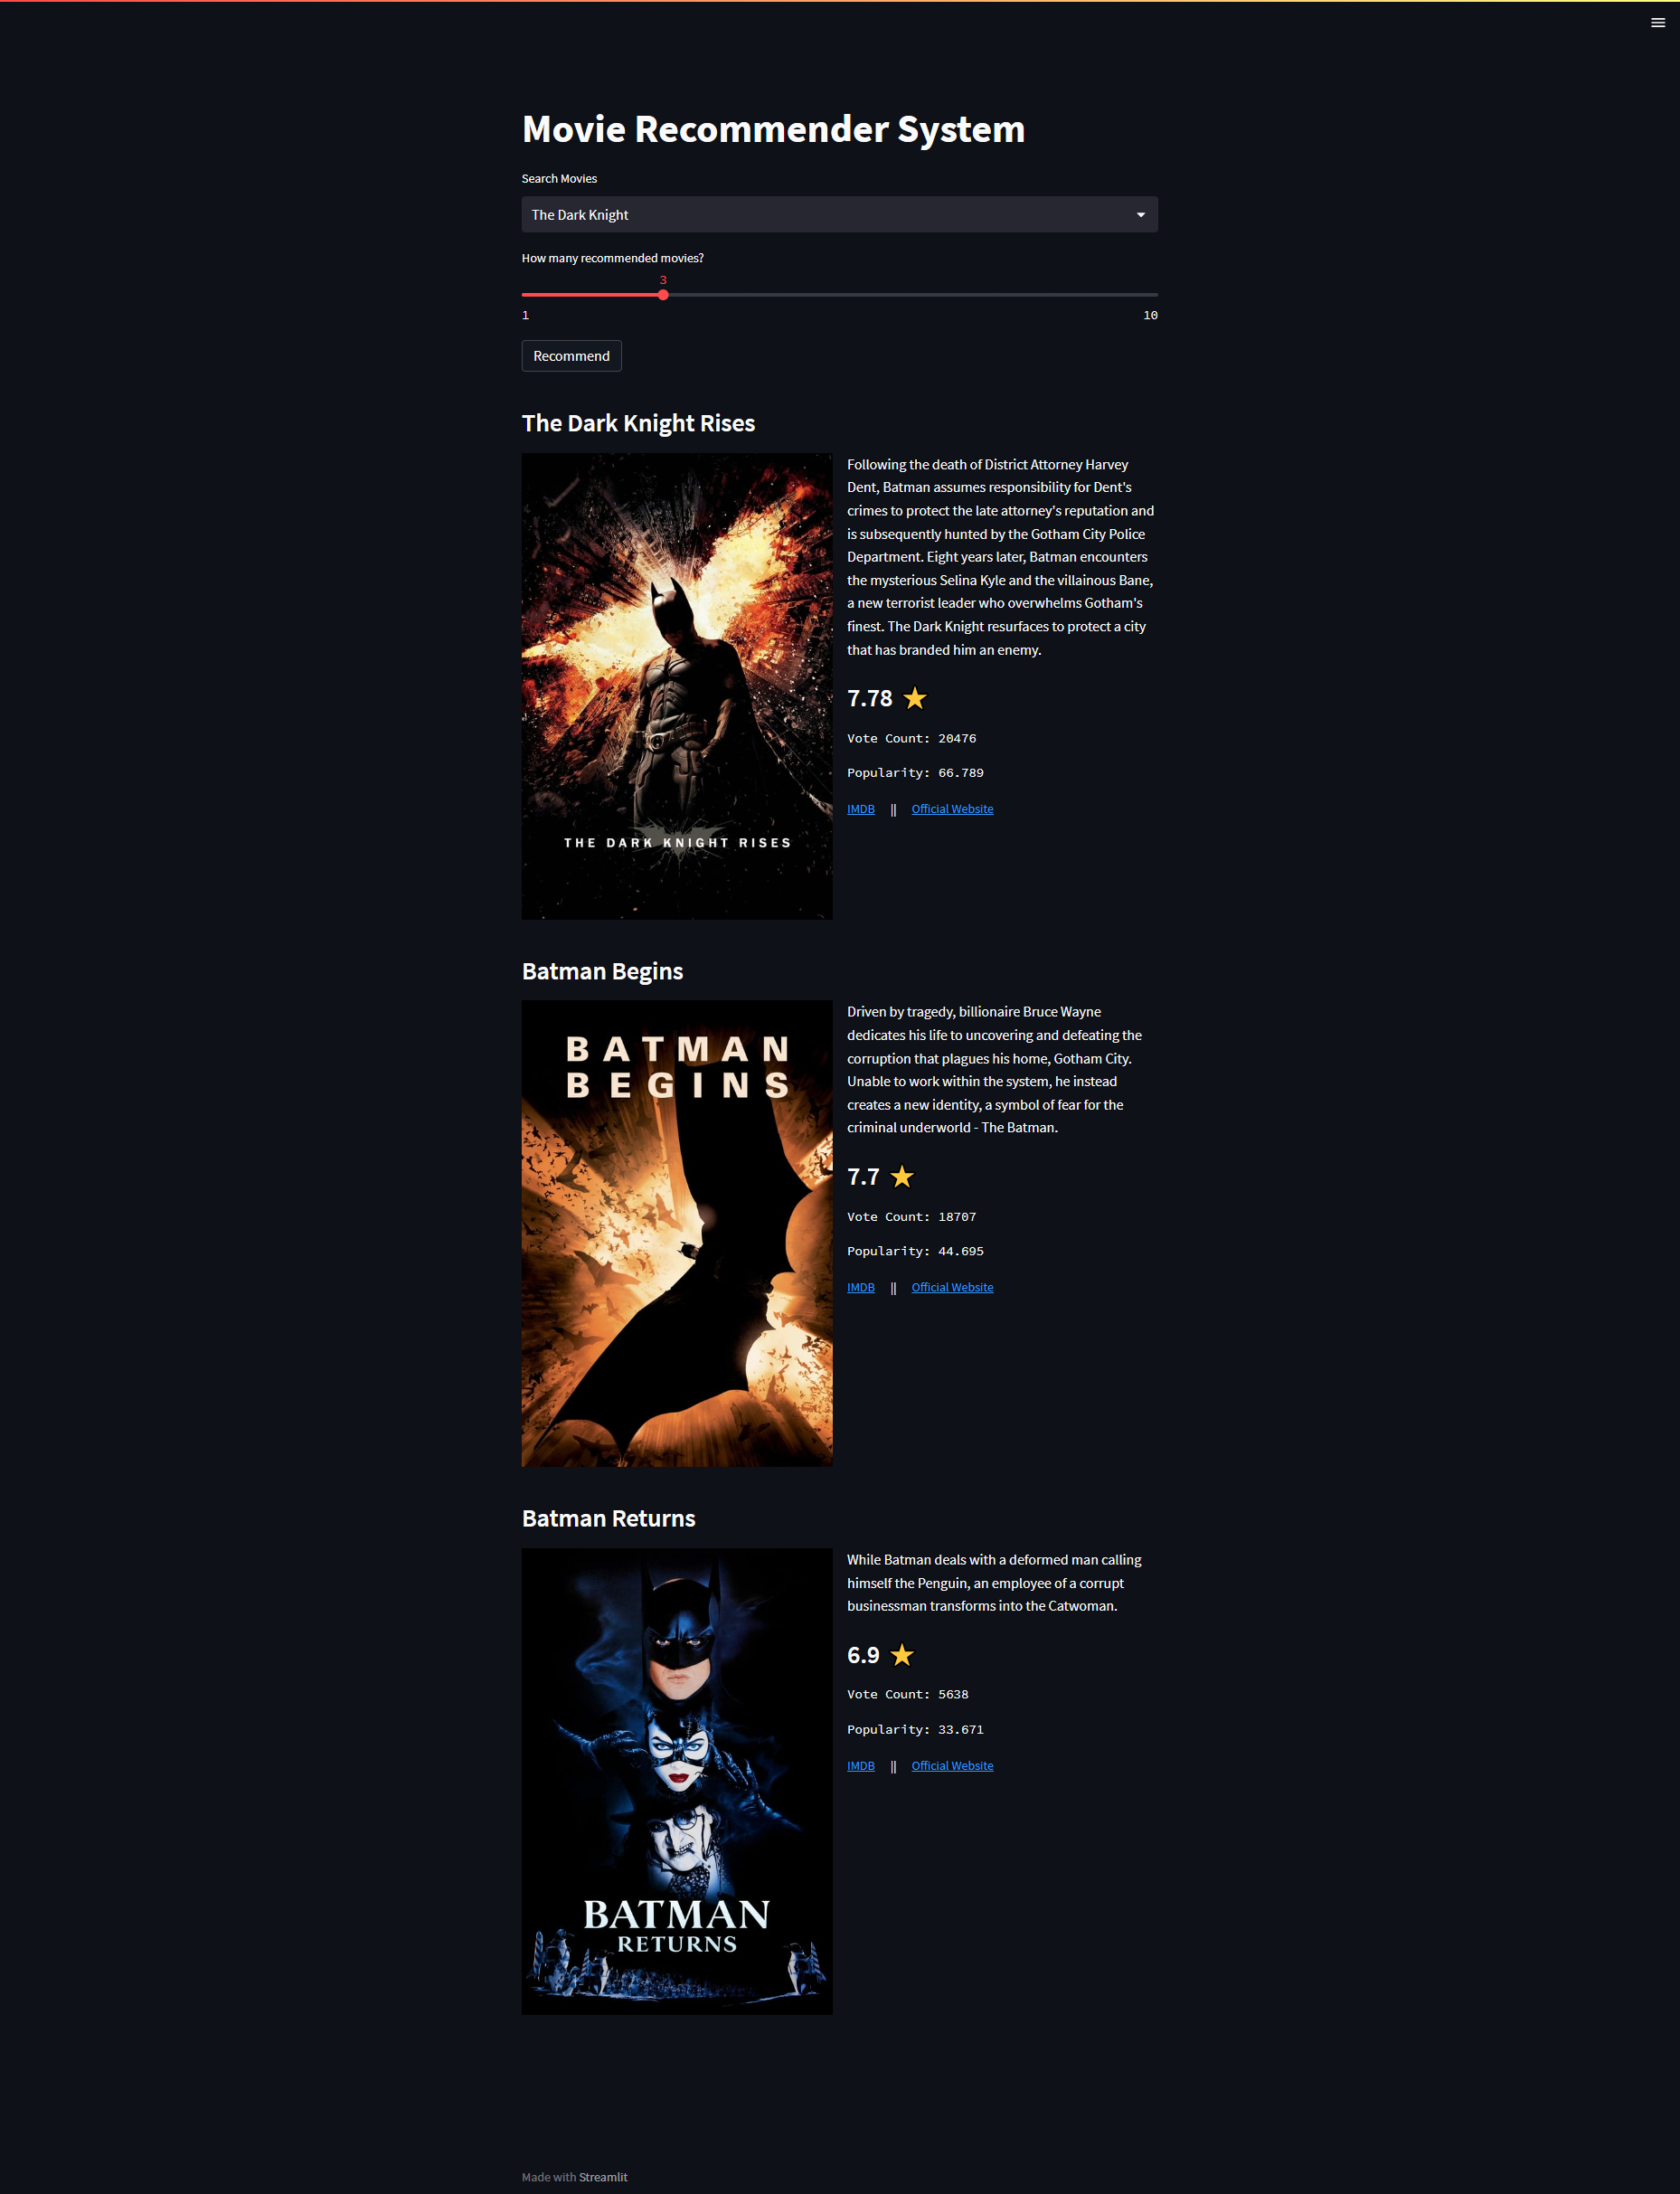 Movie Recommender System
Search Movies
The Dark Knight
How many recommended movies?
3
1 10
Recommend
The Dark Knight Rises
THE DARK KNIGHT RISES
Following the death of District Attorney Harvey
Dent, Batman assumes responsibility for Dent's
crimes to protect the late attorney's reputation and
is subsequently hunted by the Gotham City Police
Department. Eight years later, Batman encounters
the mysterious Selina Kyle and the villainous Bane,
a new terrorist leader who overwhelms Gotham's
finest. The Dark Knight resurfaces to protect a city
that has branded him an enemy.
7.78 ⭐
Vote Count: 20476
Popularity: 66.789
IMDB || Official Website
Batman Begins
BATMAN
BEGINS
Driven by tragedy, billionaire Bruce Wayne
dedicates his life to uncovering and defeating the
corruption that plagues his home, Gotham City.
Unable to work within the system, he instead
creates a new identity, a symbol of fear for the
criminal underworld - The Batman.
7.7 ⭐
Vote Count: 18707
Popularity: 44.695
IMDB || Official Website
Batman Returns
BATMAN
RETURNS
While Batman deals with a deformed man calling
himself the Penguin, an employee of a corrupt
businessman transforms into the Catwoman.
6.9 ⭐
Vote Count: 5638
Popularity: 33.671
IMDB || Official Website
Made with Streamlit